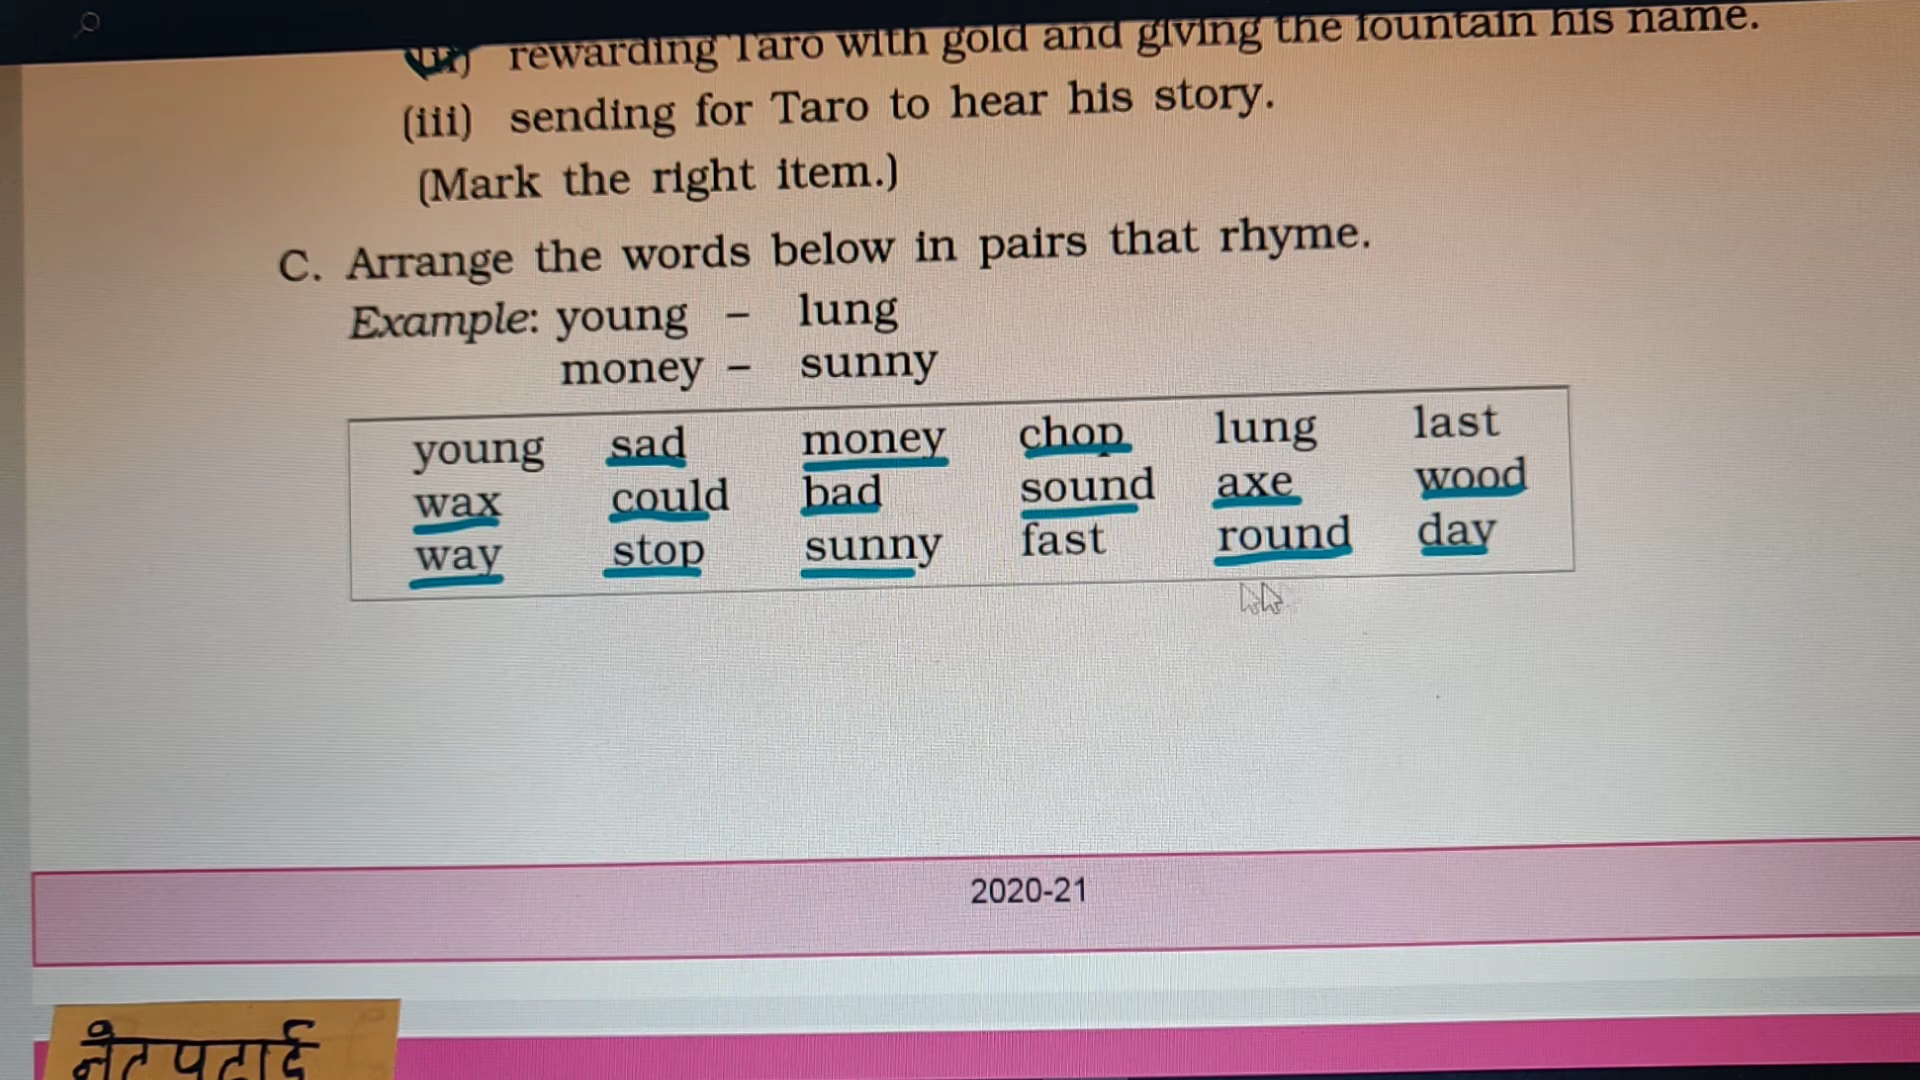 rewarding Taro with gold and giving the fountain his name.
(iii) sending for Taro to hear his story.
(Mark the right item.)
C. Arrange the words below in pairs that rhyme.
Example: young – lung
money – sunny
young sad money chop lung last
wax could bad sound axe wood
way stop sunny fast round day
2020-21
नेट पढाई